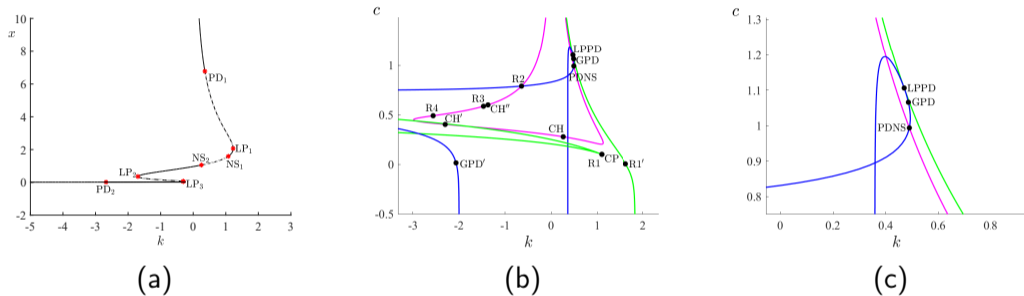 10
8
6
4
2
0
-2
x
-5 -4 -3 -2 -1 0 1 2 3
k
PD1
LP1
NS1
NS2
LP2
LP3
PD2
(a)
c
1
0.5
0
-0.5
-3 -2 -1 0 1 2
k
LPPD
GPD
PDNS
R2
R3
CH''
R4
CH'
CH
CP
R1
R1'
GPD'
(b)
c
1.3
1.2
1.1
1
0.9
0.8
0 0.2 0.4 0.6 0.8
k
LPPD
GPD
PDNS
(c)